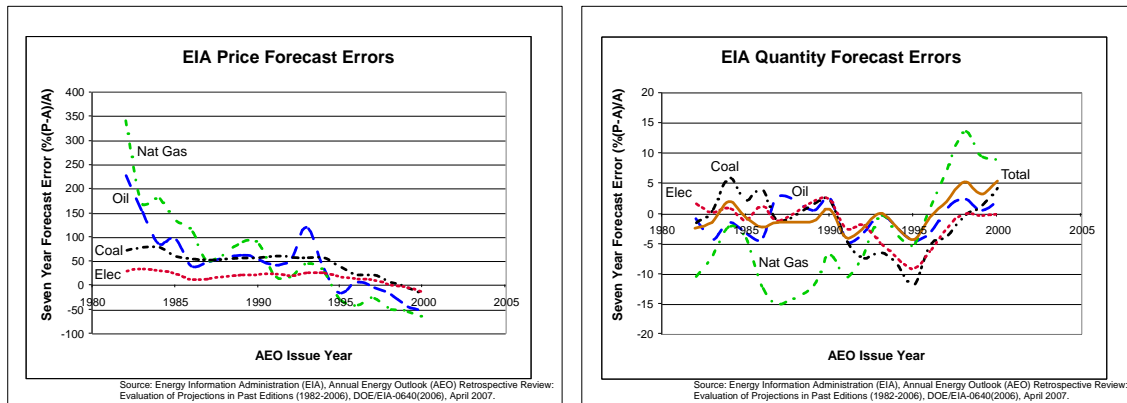 EIA Price Forecast Errors
Seven Year Forecast Error (%(P-A)/A)
400
350
300
250
200
150
100
50
0
-50
-100
Nat Gas
Oil
Coal
Elec
1980
1985
1990
1995
2000
2005
AEO Issue Year
Source: Energy Information Administration (EIA), Annual Energy Outlook (AEO) Retrospective Review:
Evaluation of Projections in Past Editions (1982-2006), DOE/EIA-0640(2006), April 2007.
EIA Quantity Forecast Errors
Seven Year Forecast Error (%(P-A)/A)
20
15
10
5
0
-5
-10
-15
-20
Coal
Elec
Oil
Total
Nat Gas
1980
1985
1990
1995
2000
2005
AEO Issue Year
Source: Energy Information Administration (EIA), Annual Energy Outlook (AEO) Retrospective Review:
Evaluation of Projections in Past Editions (1982-2006), DOE/EIA-0640(2006), April 2007.